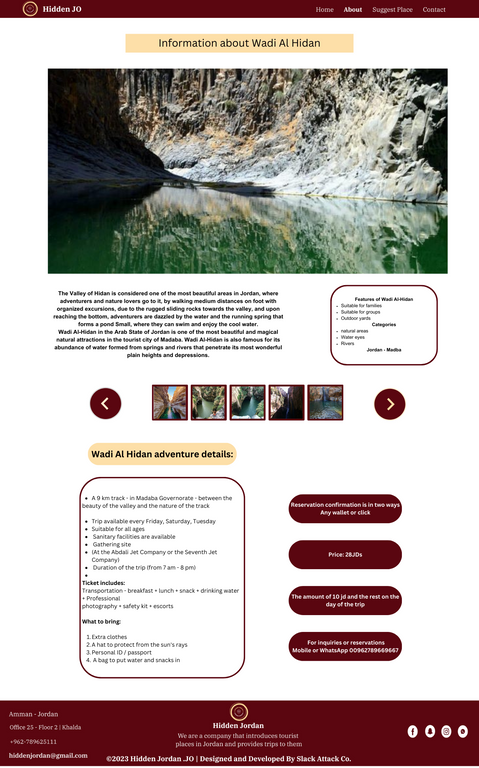 Hidden JO
Home About Suggest Place Contact
Information about Wadi Al Hidan
The Valley of Hidan is considered one of the most beautiful areas in Jordan, where
adventurers and nature lovers go to it, by walking medium distances on foot with
organized excursions, due to the rugged sliding rocks towards the valley, and upon
reaching the bottom, adventurers are dazzled by the water and the running spring that
forms a pond Small, where they can swim and enjoy the cool water.
Wadi Al-Hidan in the Arab State of Jordan is one of the most beautiful and magical
natural attractions in the tourist city of Madaba. Wadi Al-Hidan is also famous for its
abundance of water formed from springs and rivers that penetrate its most wonderful
plain heights and depressions.
Features of Wadi Al-Hidan
Suitable for families
Suitable for groups
Outdoor yards
Categories
natural areas
Water eyes
Rivers
Jordan - Madba
Wadi Al Hidan adventure details:
A 9 km track - in Madaba Governorate - between the
beauty of the valley and the nature of the track
Trip available every Friday, Saturday, Tuesday
Suitable for all ages
Sanitary facilities are available
Gathering site
(At the Abdali Jet Company or the Seventh Jet
Company)
Duration of the trip (from 7 am - 8 pm)
Ticket includes:
Transportation - breakfast + lunch + snack + drinking water
+ Professional
photography + safety kit + escorts
What to bring:
1. Extra clothes
2. A hat to protect from the sun's rays
3. Personal ID / passport
4. A bag to put water and snacks in
Reservation confirmation is in two ways
Any wallet or click
Price: 28JDs
The amount of 10 jd and the rest on the
day of the trip
For inquiries or reservations
Mobile or WhatsApp 00962789669667
Amman - Jordan
Office 25 - Floor 2 | Khalda
+962-789625111
hiddenjordan@gmail.com
Hidden Jordan
We are a company that introduces tourist
places in Jordan and provides trips to them
©2023 Hidden Jordan .JO | Designed and Developed By Slack Attack Co.